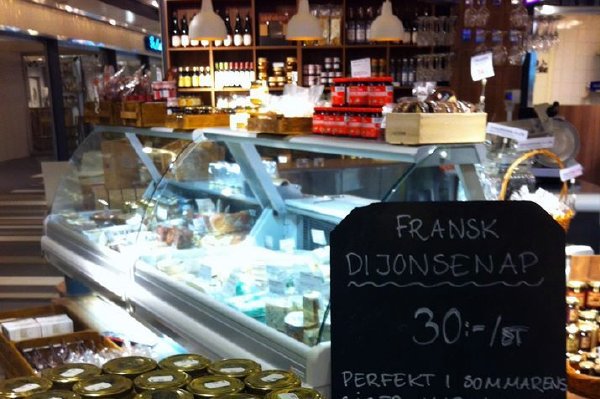 FRANSK
DIJONSENAP
30:-/ST
PERFEKT I SOMMARENS